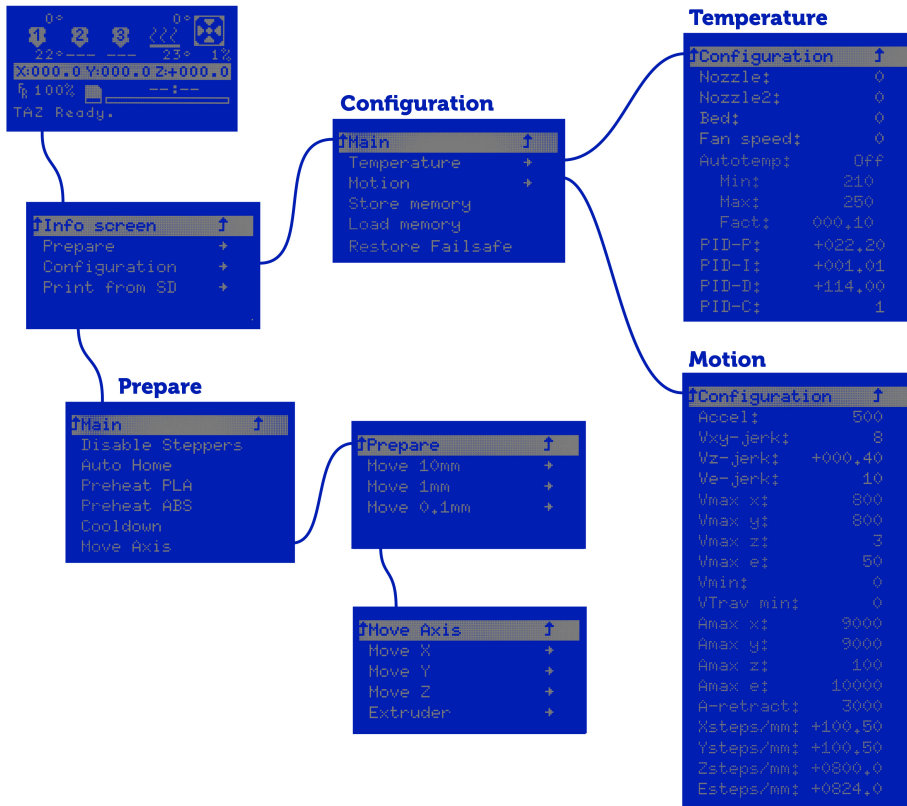 0° 0°
1 2 3
22°--- --- 23° 1%
X:000.0 Y:000.0 Z:+000.0
FR 100% --:--
TAZ Ready.
Info screen
Prepare
Configuration
Print from SD
Configuration
Main
Temperature
Motion
Store memory
Load memory
Restore Failsafe
Temperature
Configuration
Nozzle: 0
Nozzle2: 0
Bed: 0
Fan speed: 0
Autotemp: Off
Min: 210
Max: 250
Fact: 000.10
PID-P: +022.20
PID-I: +001.01
PID-D: +114.00
PID-C: 1
Motion
Configuration
Accel: 500
Vxy-jerk: 8
Vz-jerk: +000.40
Ve-jerk: 10
Vmax x: 800
Vmax y: 800
Vmax z: 3
Vmax e: 50
Vmin: 0
VTrav min: 0
Amax x: 9000
Amax y: 9000
Amax z: 100
Amax e: 10000
A-retract: 3000
Xsteps/mm: +100.50
Ysteps/mm: +100.50
Zsteps/mm: +0800.0
Esteps/mm: +0824.0
Prepare
Main
Disable Steppers
Auto Home
Preheat PLA
Preheat ABS
Cooldown
Move Axis
Prepare
Move 10mm
Move 1mm
Move 0.1mm
Move Axis
Move X
Move Y
Move Z
Extruder